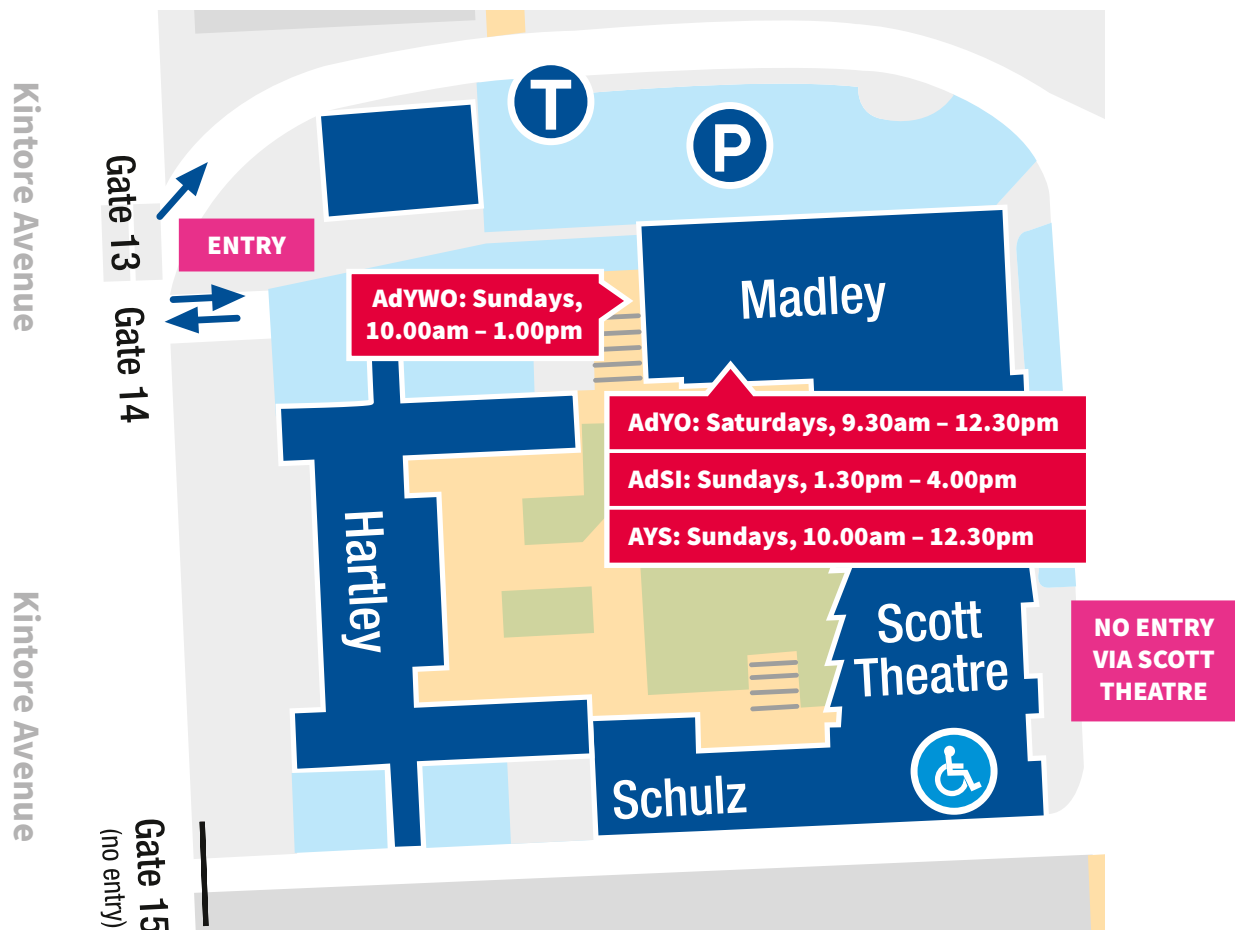 Kintore Avenue
T
P
Gate 13
ENTRY
Gate 14
AdYWO: Sundays,
10.00am – 1.00pm
Madley
AdYO: Saturdays, 9.30am – 12.30pm
AdSI: Sundays, 1.30pm – 4.00pm
AYS: Sundays, 10.00am – 12.30pm
Hartley
Scott
Theatre
NO ENTRY
VIA SCOTT
THEATRE
Kintore Avenue
Schulz
Gate 15
(no entry)